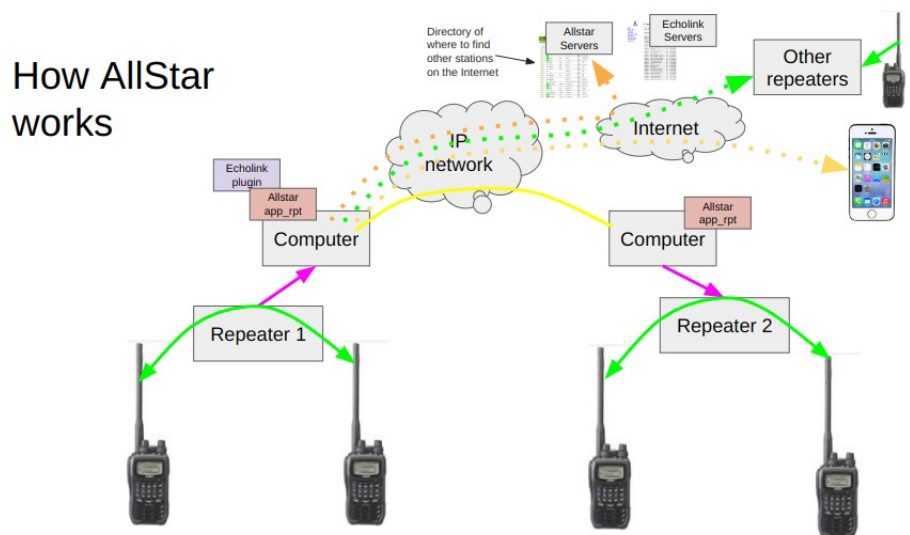 How AllStar
works
Directory of
where to find
other stations
on the Internet
Allstar
Servers
Echolink
Servers
Other
repeaters
IP
network
Internet
Echolink
plugin
Allstar
app_rpt
Computer
Allstar
app_rpt
Computer
Repeater 1
Repeater 2